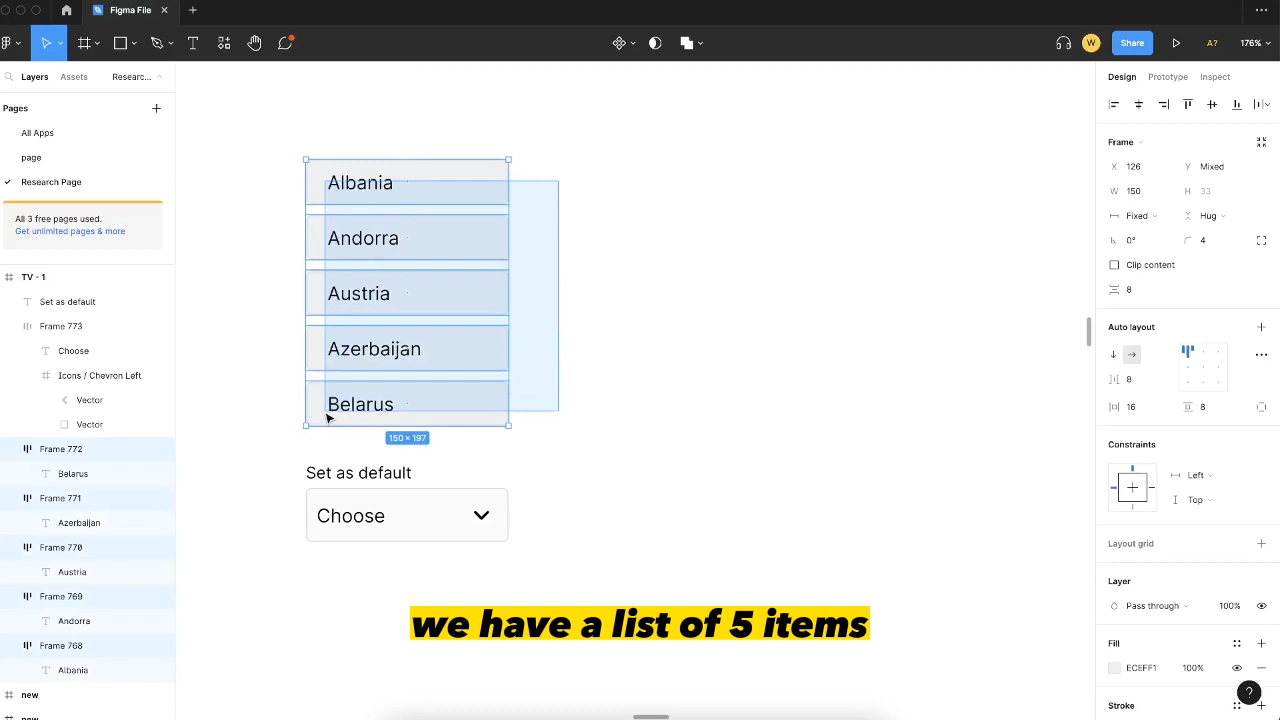 Figma File
Share
A?
176%
W
Layers
Assets
Researc...
Pages
All Apps
page
Research Page
All 3 free pages used.
Get unlimited pages & more
TV - 1
Set as default
Frame 773
Choose
Icons / Chevron Left
Vector
Vector
Frame 772
Belarus
Frame 771
Azerbaijan
Frame 770
Austria
Frame 769
Andorra
Frame 768
Albania
new
Albania
Andorra
Austria
Azerbaijan
Belarus
150 × 197
Set as default
Choose
we have a list of 5 items
Design
Prototype
Inspect
Frame
X 126
Y Mixed
W 150
H 33
Fixed
Hug
0°
4
Clip content
8
Auto layout
8
16
8
Constraints
Left
Top
Layout grid
Layer
Pass through
100%
Fill
ECEFF1
100%
Stroke
?